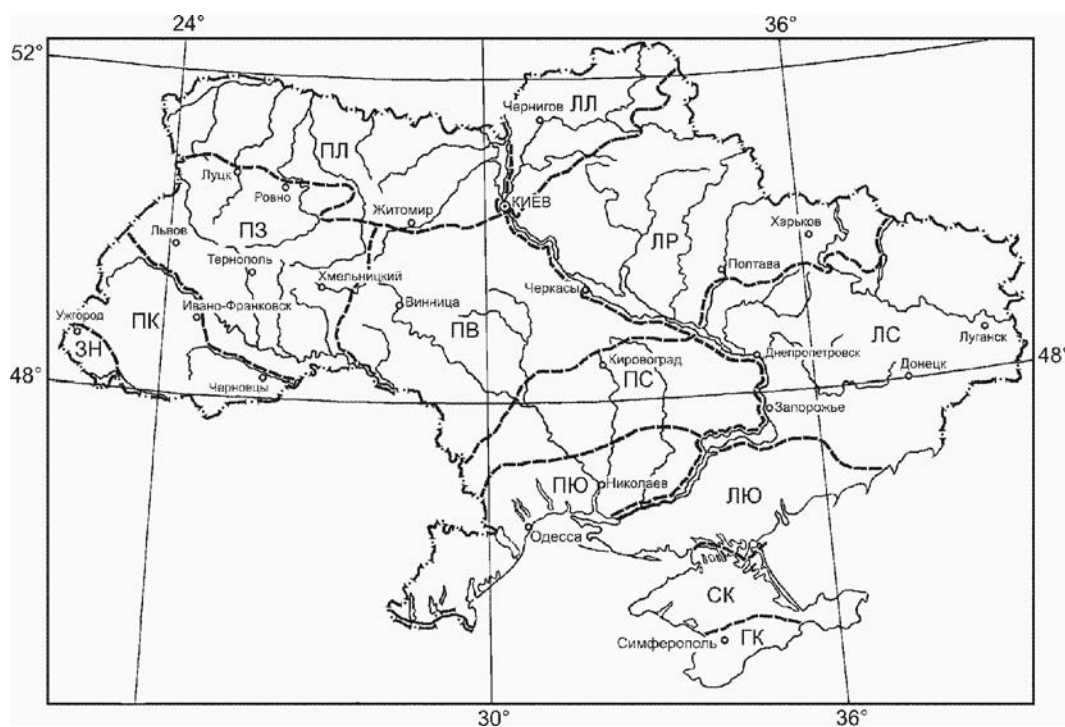 24°
36°
52°
Чернигов
ЛЛ
ПЛ
Луцк
Ровно
КИЕВ
Житомир
Львов
ПЗ
Харьков
ЛР
Тернополь
Полтава
Хмельницкий
Черкасы
Винница
Ивано-Франковск
Ужгород
ПК
ПВ
ЛС
Луганск
ЗН
Кировоград
Днепропетровск
48°
48°
Черновцы
ПС
Донецк
Запорожье
ПЮ
Николаев
ЛЮ
Одесса
СК
Симферополь
ГК
30°
36°